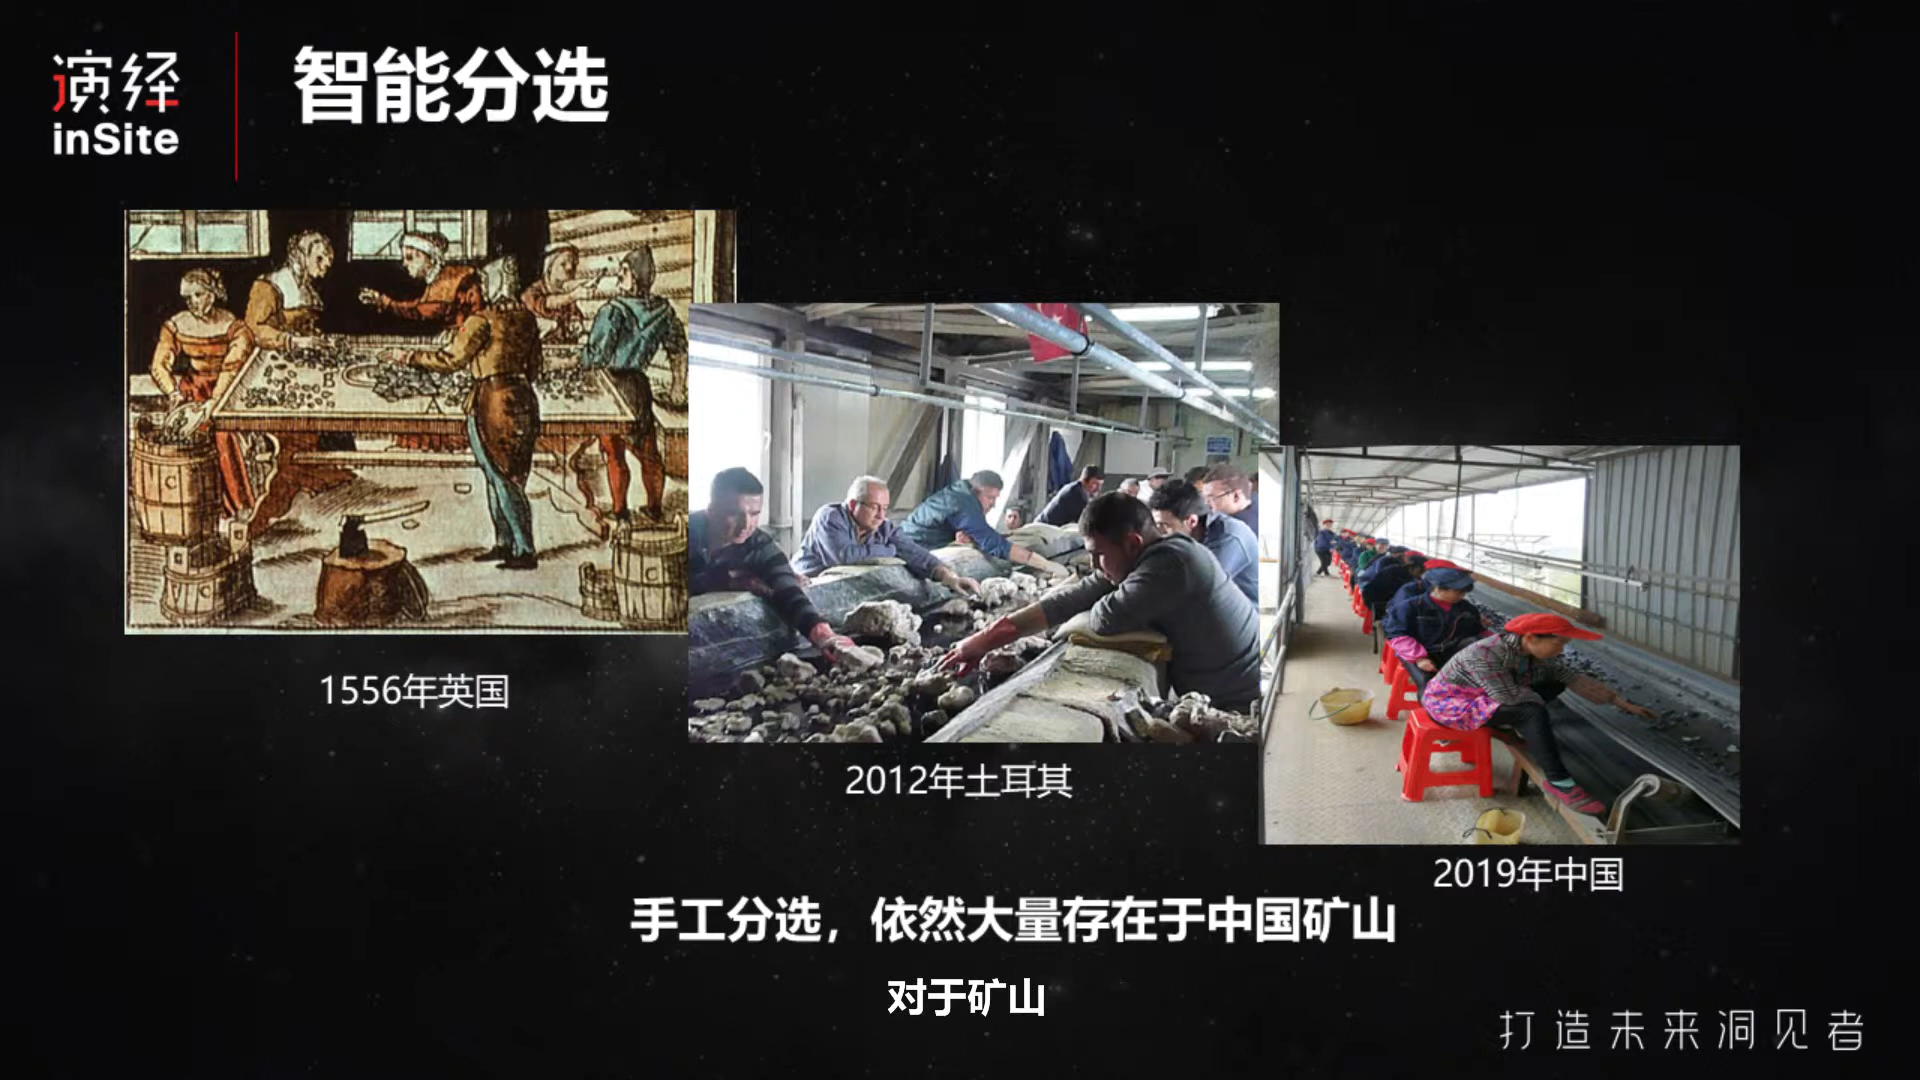 演绎
inSite
智能分选
B
A
C
C
1556年英国
2012年土耳其
2019年中国
手工分选，依然大量存在于中国矿山
对于矿山
打造未来洞见者